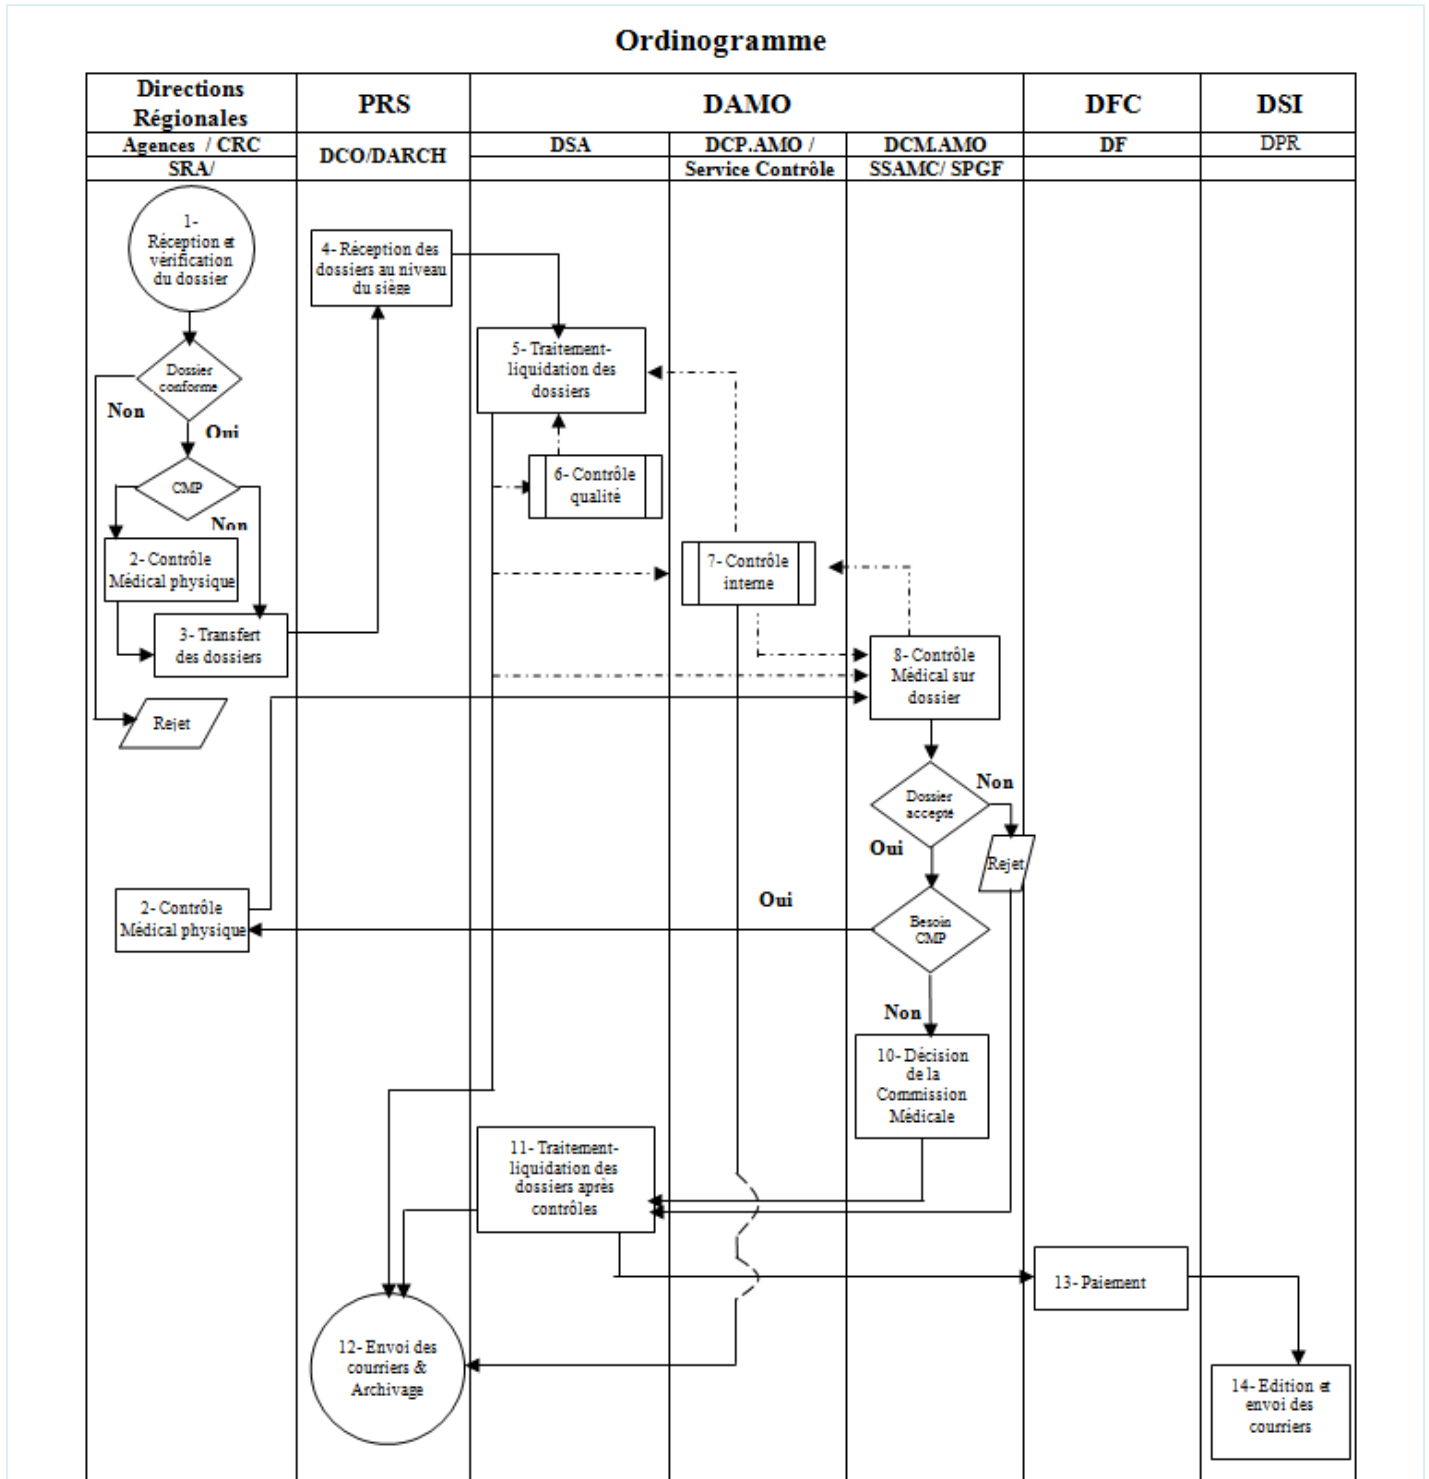 Ordinogramme
Directions
Régionales
PRS
DAMO
DFC
DSI
Agences / CRC
DCO/DARCH
DSA
DCP.AMO /
DCM.AMO
DF
DPR
SRA/
Service Contrôle
SSAMC/ SPGF
1-
Réception et
vérification
du dossier
4- Réception des
dossiers au niveau
du siège
5- Traitement-
liquidation des
dossiers
Dossier
conforme
Non
Oui
6- Contrôle
qualité
CMP
Non
2- Contrôle
Médical physique
7- Contrôle
interne
3- Transfert
des dossiers
8- Contrôle
Médical sur
dossier
Rejet
Non
Dossier
accepté
Oui
Rejet
2- Contrôle
Médical physique
Oui
Besoin
CMP
Non
10- Décision
de la
Commission
Médicale
11- Traitement-
liquidation des
dossiers après
contrôles
13- Paiement
12- Envoi des
courriers &
Archivage
14- Edition et
envoi des
courriers